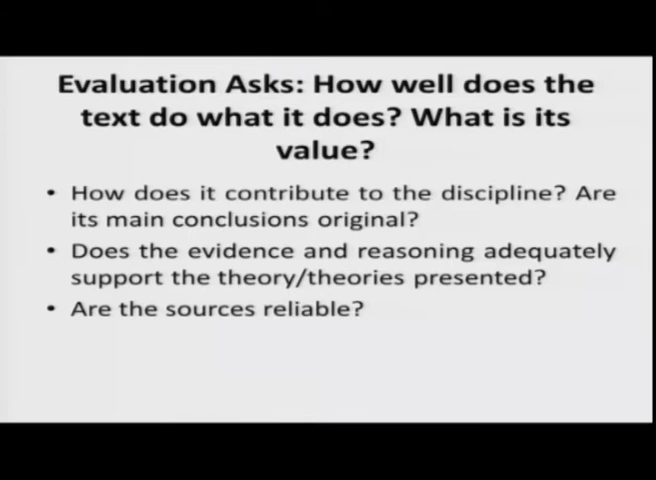 Evaluation Asks: How well does the
text do what it does? What is its
value?
• How does it contribute to the discipline? Are
its main conclusions original?
• Does the evidence and reasoning adequately
support the theory/theories presented?
• Are the sources reliable?